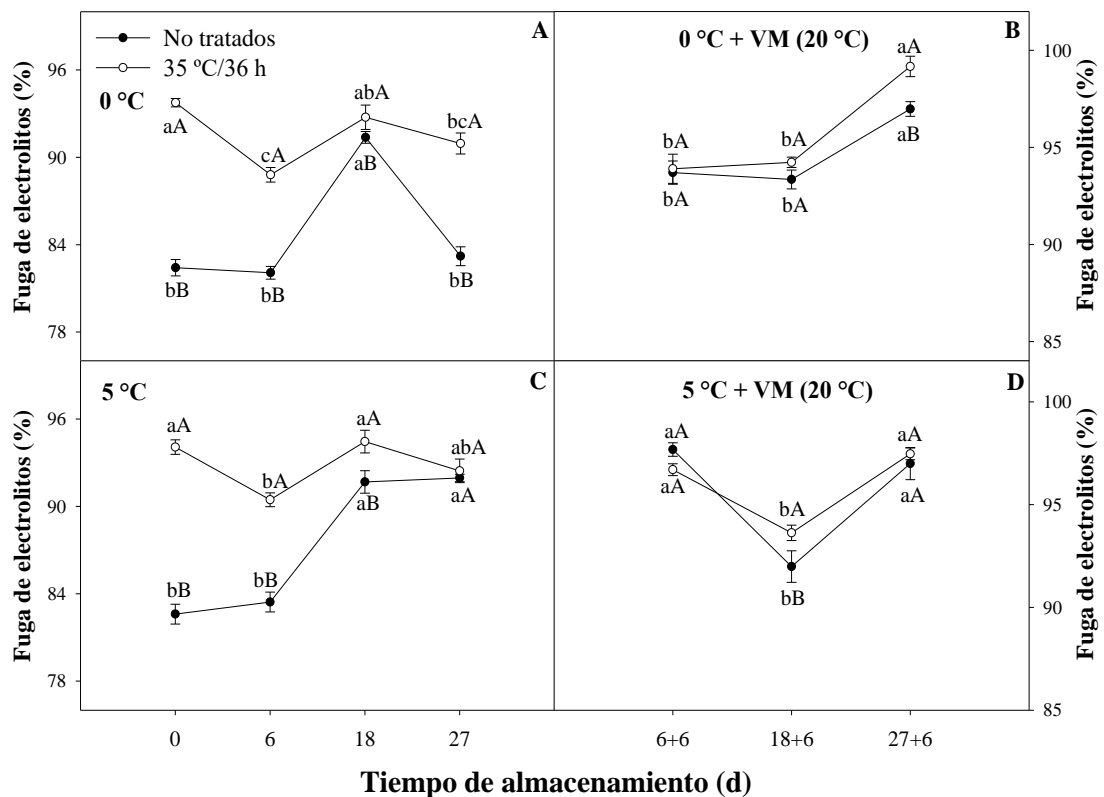 A
B
No tratados
35 ºC/36 h
0 °C
0 °C + VM (20 °C)
Fuga de electrolitos (%)
96
90
84
78
aA
cA
abA
bcA
bB
bB
aB
bB
bA
bA
aA
bA
bA
aB
100
95
90
85
Fuga de electrolitos (%)
5 °C
C
5 °C + VM (20 °C)
D
Fuga de electrolitos (%)
96
90
84
78
aA
bA
aA
abA
bB
bB
aB
aA
aA
bA
aA
aA
bB
aA
100
95
90
85
Fuga de electrolitos (%)
0 6 18 27
6+6 18+6 27+6
Tiempo de almacenamiento (d)